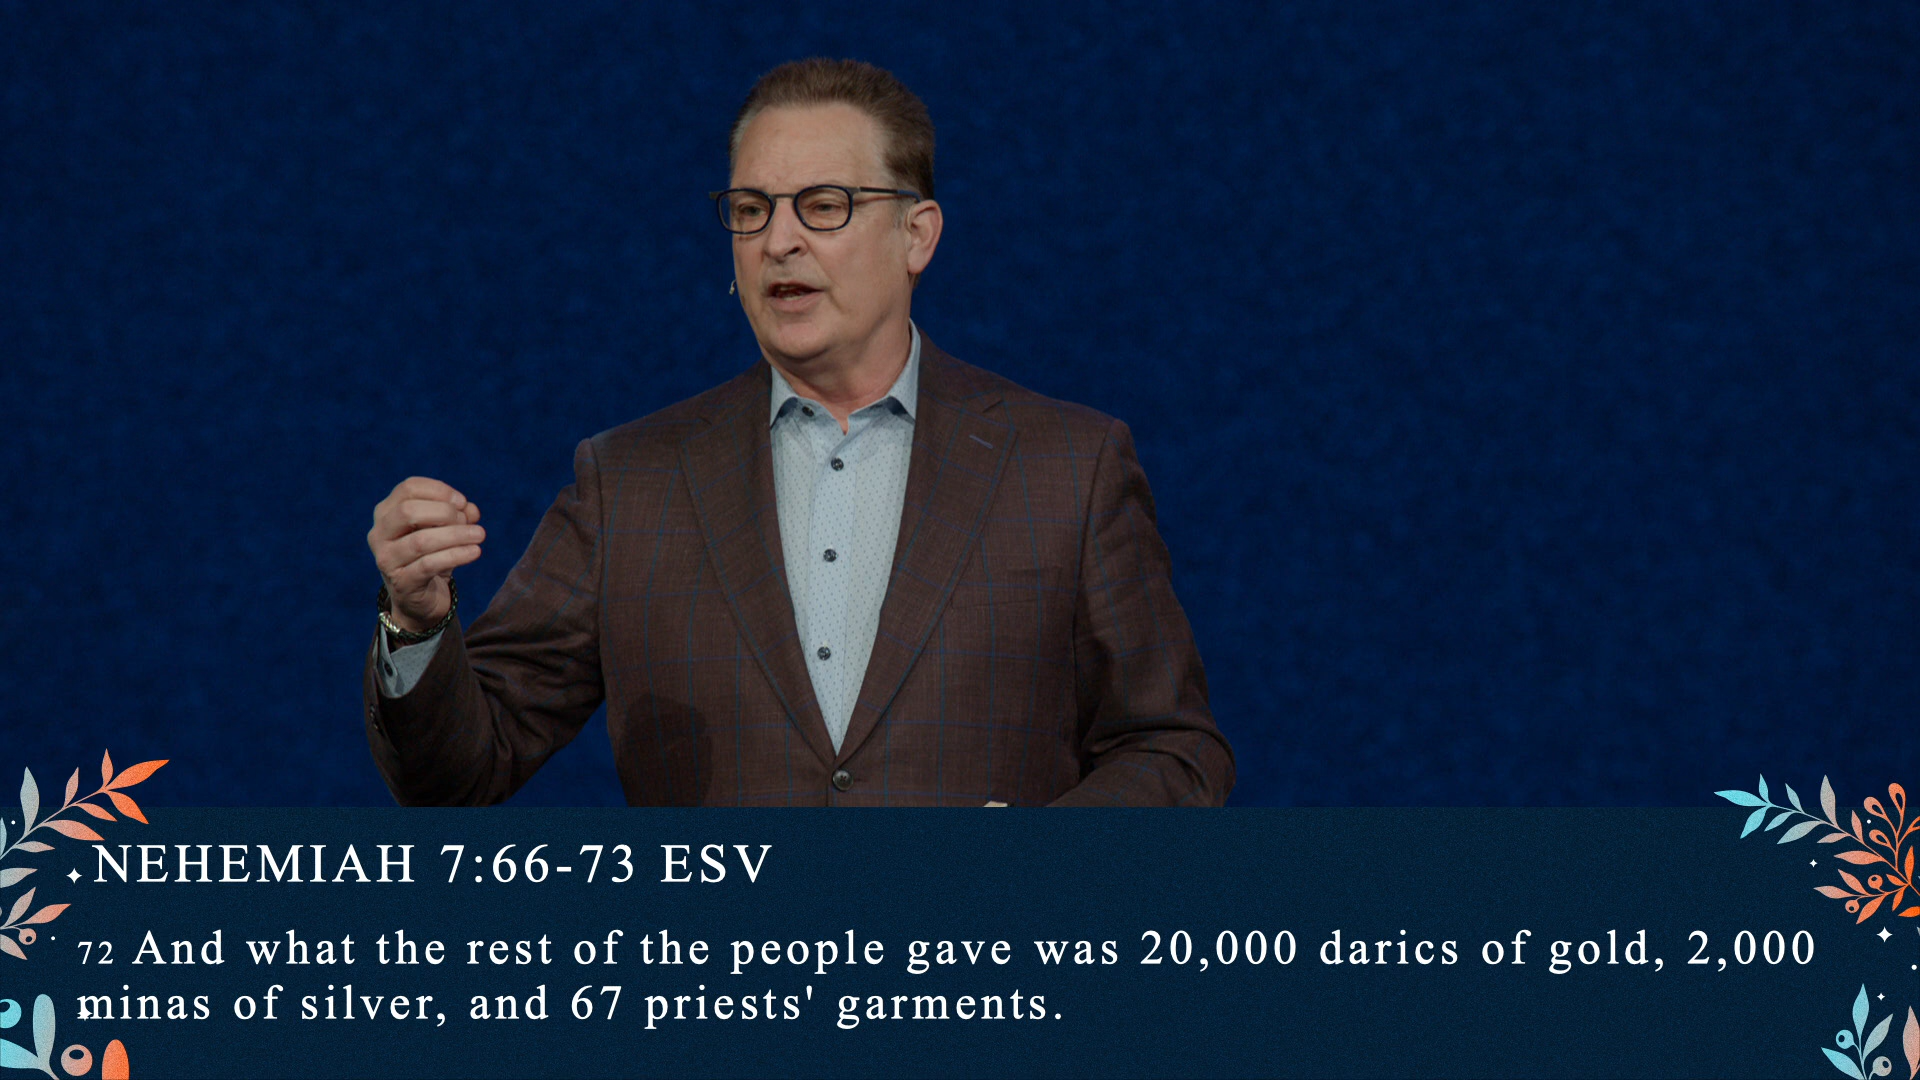 NEHEMIAH 7:66-73 ESV
72 And what the rest of the people gave was 20,000 darics of gold, 2,000
minas of silver, and 67 priests' garments.